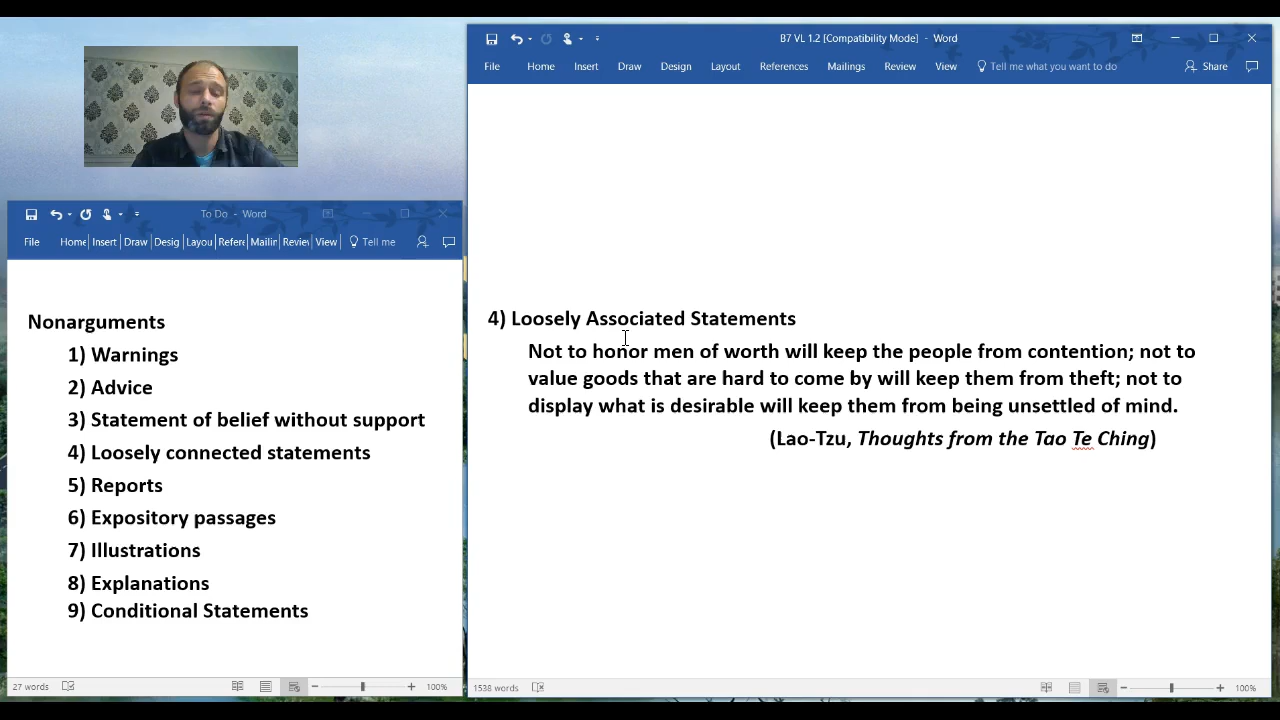 B7 VL 1.2 [Compatibility Mode] - Word
File Home Insert Draw Design Layout References Mailings Review View Tell me what you want to do Share
To Do - Word
File Home Insert Draw Desig Layou Refere Mailin Review View Tell me
Nonarguments
1) Warnings
2) Advice
3) Statement of belief without support
4) Loosely connected statements
5) Reports
6) Expository passages
7) Illustrations
8) Explanations
9) Conditional Statements
27 words 100%
4) Loosely Associated Statements
Not to honor men of worth will keep the people from contention; not to
value goods that are hard to come by will keep them from theft; not to
display what is desirable will keep them from being unsettled of mind.
(Lao-Tzu, Thoughts from the Tao Te Ching)
1538 words 100%